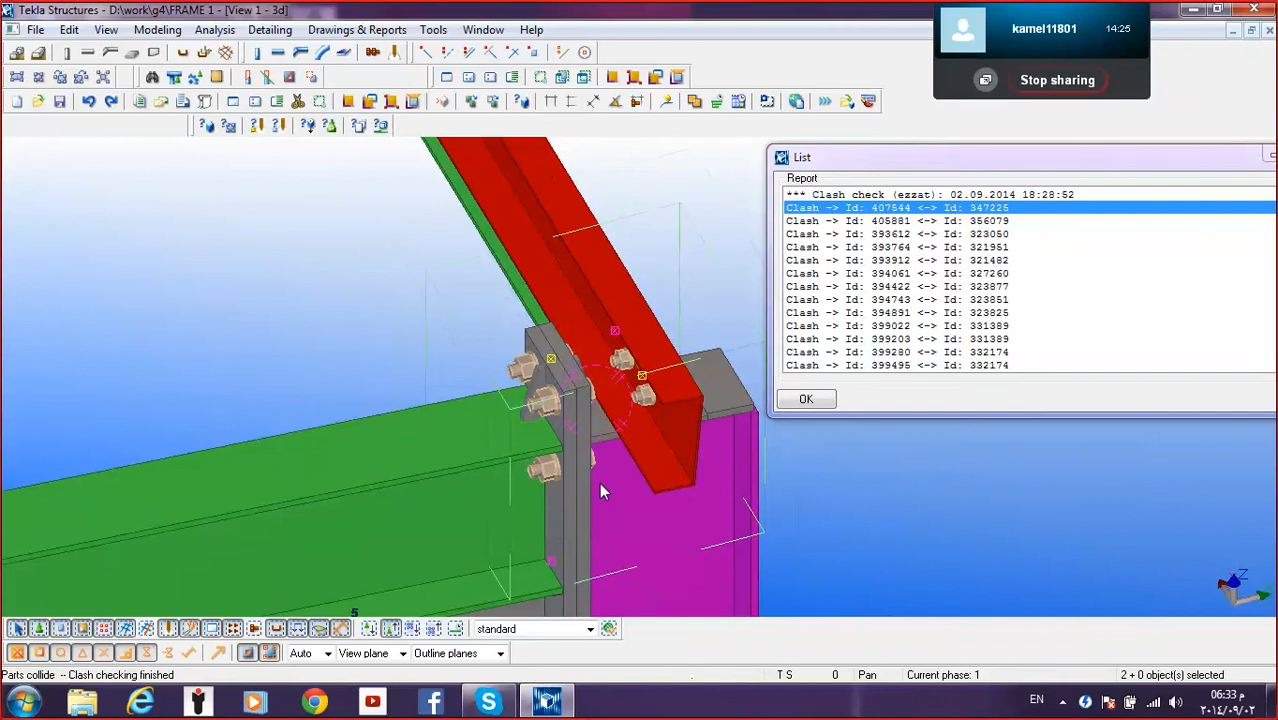 Tekla Structures - D:\work\g4\FRAME 1 - [View 1 - 3d]
File Edit View Modeling Analysis Detailing Drawings & Reports Tools Window Help
kamel11801 14:25
Stop sharing
List
Report
*** Clash check (ezzat): 02.09.2014 18:28:52
Clash -> Id: 407544 <-> Id: 347225
Clash -> Id: 405881 <-> Id: 356079
Clash -> Id: 393612 <-> Id: 323050
Clash -> Id: 393764 <-> Id: 321951
Clash -> Id: 393912 <-> Id: 321482
Clash -> Id: 394061 <-> Id: 327260
Clash -> Id: 394422 <-> Id: 323877
Clash -> Id: 394743 <-> Id: 323851
Clash -> Id: 394891 <-> Id: 323825
Clash -> Id: 399022 <-> Id: 331389
Clash -> Id: 399203 <-> Id: 331389
Clash -> Id: 399280 <-> Id: 332174
Clash -> Id: 399495 <-> Id: 332174
OK
Z
5
standard
Auto View plane Outline planes
Parts collide -- Clash checking finished T S 0 Pan Current phase: 1 2 + 0 object(s) selected
EN 06:33 م
٢٠١٤/٠٩/٠٢